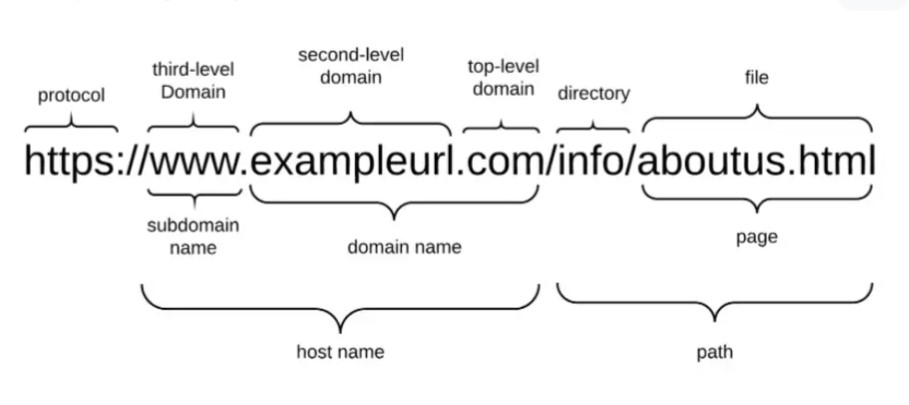 protocol
third-level
Domain
second-level
domain
top-level
domain
directory
file
https://www.exampleurl.com/info/aboutus.html
subdomain
name
domain name
page
host name
path